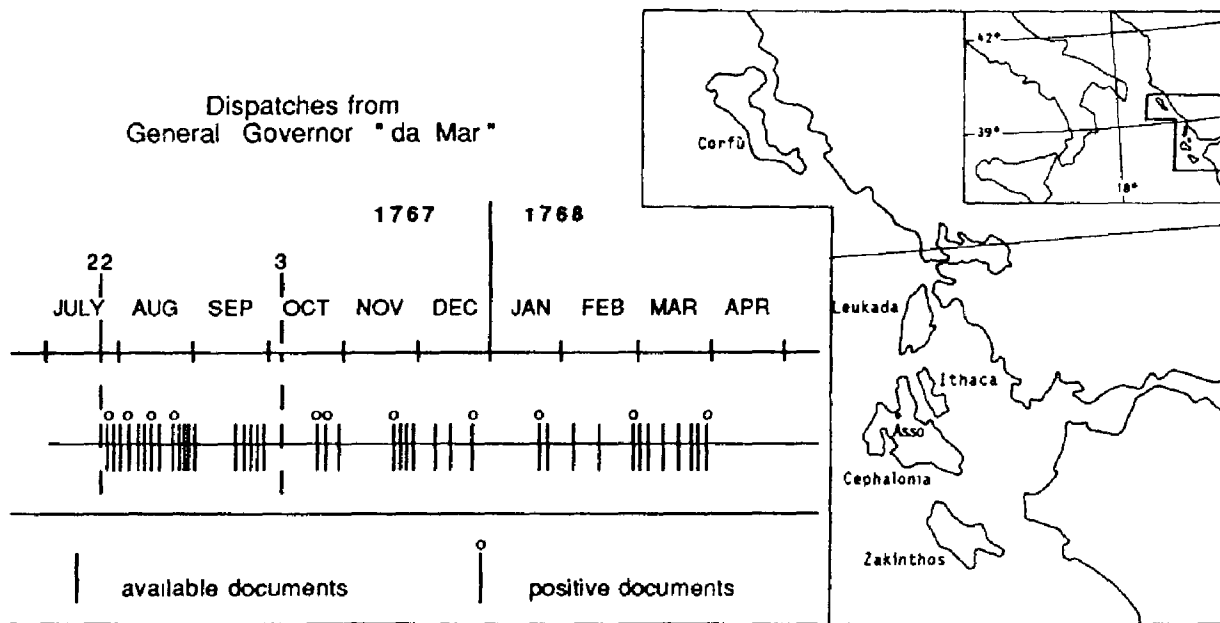 Dispatches from
General Governor "da Mar"
1767 1768
22 3
JULY AUG SEP OCT NOV DEC JAN FEB MAR APR
o o o o o o o o o o o
available documents
o
positive documents
Corfù
Leukada
Ithaca
Asso
Cephalonia
Zakinthos
42°
39°
18°